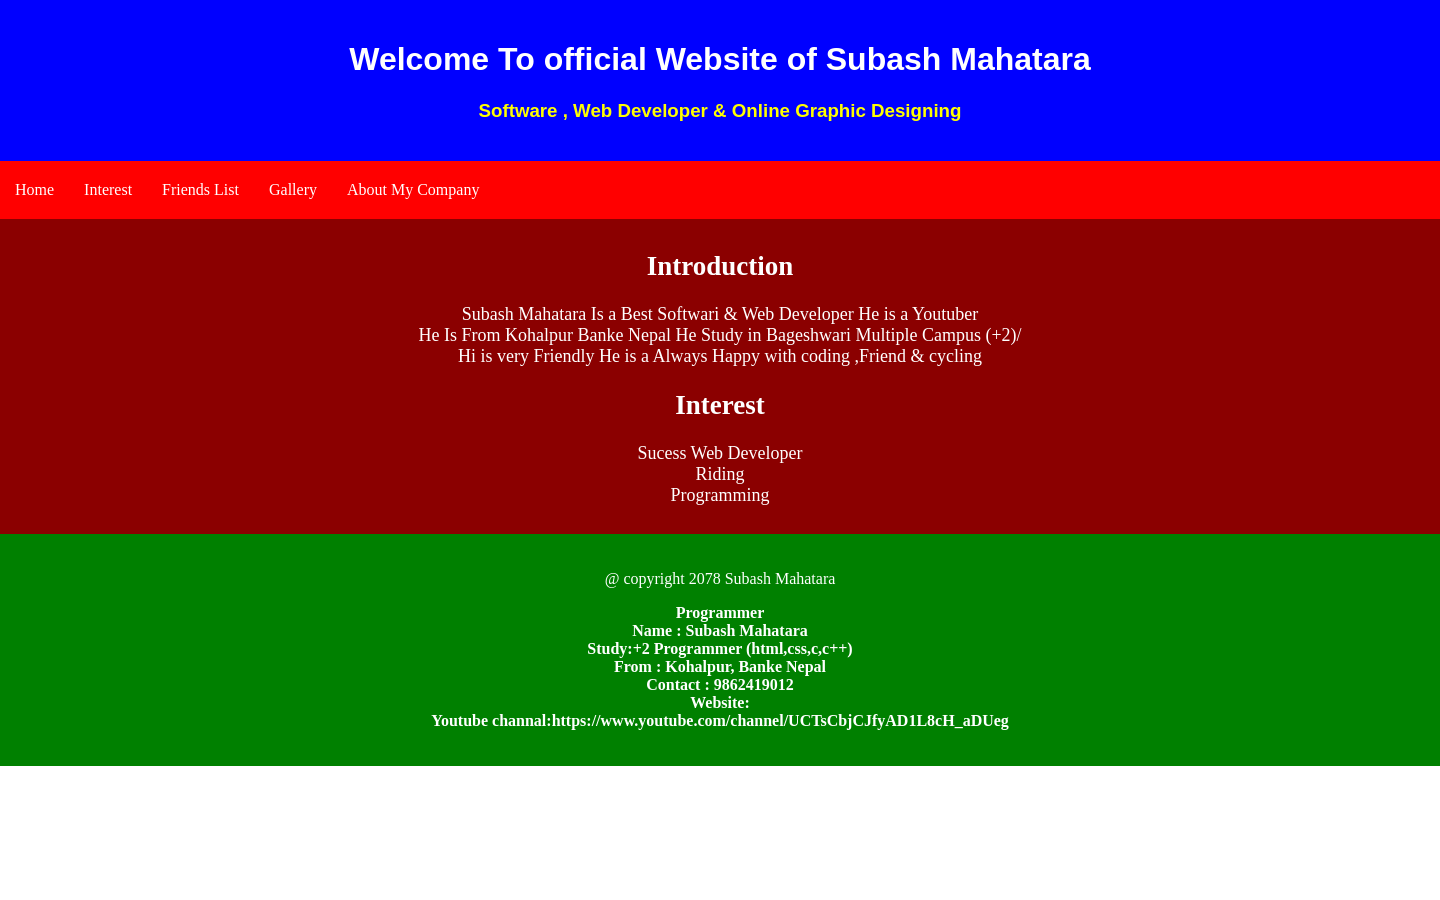 Welcome To official Website of Subash Mahatara
Software , Web Developer & Online Graphic Designing
Home Interest Friends List Gallery About My Company
Introduction
Subash Mahatara Is a Best Softwari & Web Developer He is a Youtuber
He Is From Kohalpur Banke Nepal He Study in Bageshwari Multiple Campus (+2)/
Hi is very Friendly He is a Always Happy with coding ,Friend & cycling
Interest
Sucess Web Developer
Riding
Programming
@ copyright 2078 Subash Mahatara
Programmer
Name : Subash Mahatara
Study:+2 Programmer (html,css,c,c++)
From : Kohalpur, Banke Nepal
Contact : 9862419012
Website:
Youtube channal:https://www.youtube.com/channel/UCTsCbjCJfyAD1L8cH_aDUeg